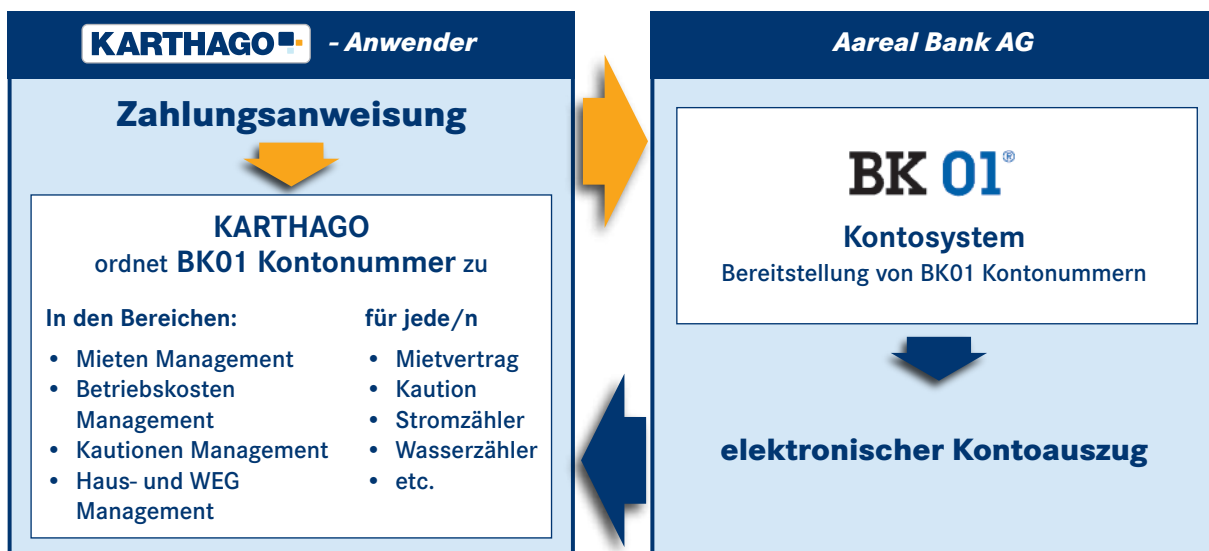 KARTHAGO - Anwender
Zahlungsanweisung
KARTHAGO
ordnet BK01 Kontonummer zu
In den Bereichen:
• Mieten Management
• Betriebskosten
Management
• Kautionen Management
• Haus- und WEG
Management
für jede/n
• Mietvertrag
• Kaution
• Stromzähler
• Wasserzähler
• etc.
Aareal Bank AG
BK 01®
Kontosystem
Bereitstellung von BK01 Kontonummern
elektronischer Kontoauszug